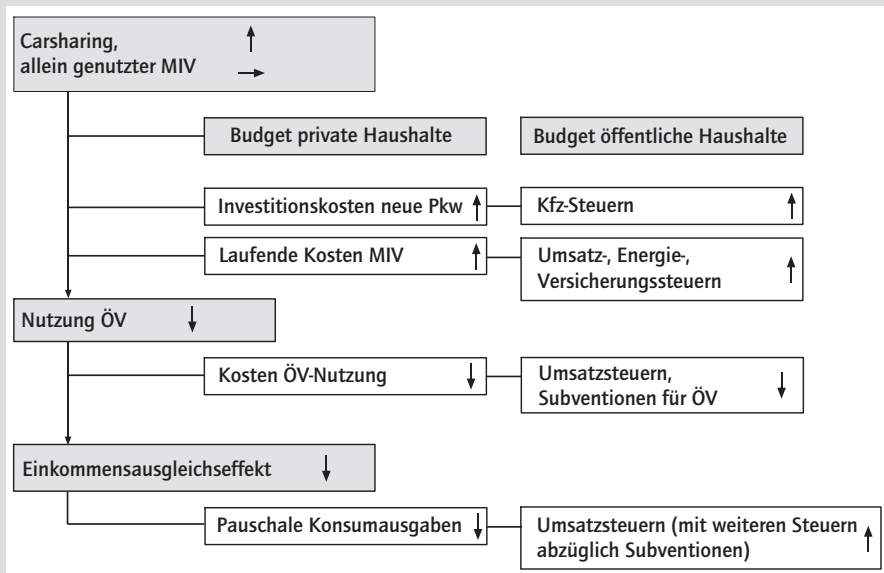 Carsharing,
allein genutzter MIV
Budget private Haushalte
Budget öffentliche Haushalte
Investitionskosten neue Pkw
Kfz-Steuern
Laufende Kosten MIV
Umsatz-, Energie-,
Versicherungssteuern
Nutzung ÖV
Kosten ÖV-Nutzung
Umsatzsteuern,
Subventionen für ÖV
Einkommensausgleichseffekt
Pauschale Konsumausgaben
Umsatzsteuern (mit weiteren Steuern
abzüglich Subventionen)